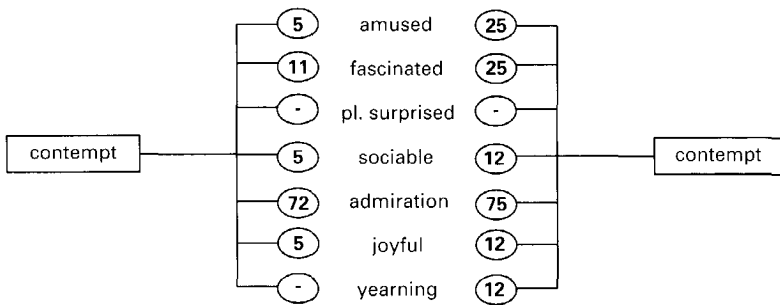 5 amused 25
11 fascinated 25
- pl. surprised -
contempt 5 sociable 12 contempt
72 admiration 75
5 joyful 12
- yearning 12